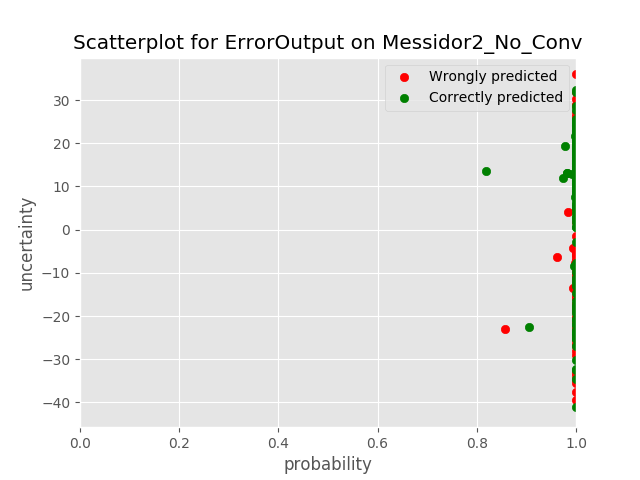 Scatterplot for ErrorOutput on Messidor2_No_Conv
Wrongly predicted
Correctly predicted
30
20
10
0
−10
−20
−30
−40
uncertainty
0.0 0.2 0.4 0.6 0.8 1.0
probability